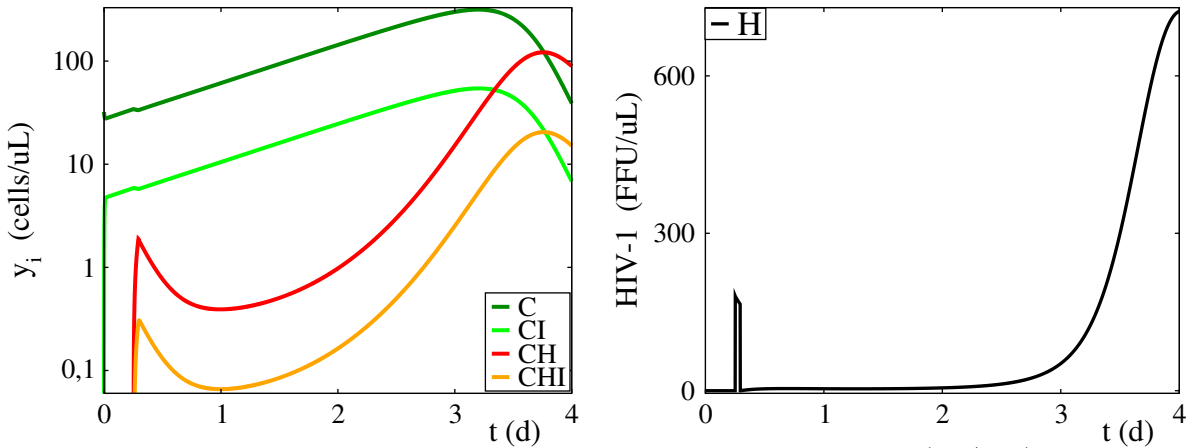 y_i (cells/uL)
100
10
1
0,1
0 1 2 3 4
t (d)
C
CI
CH
CHI
HIV-1 (FFU/uL)
600
300
0
0 1 2 3 4
t (d)
H